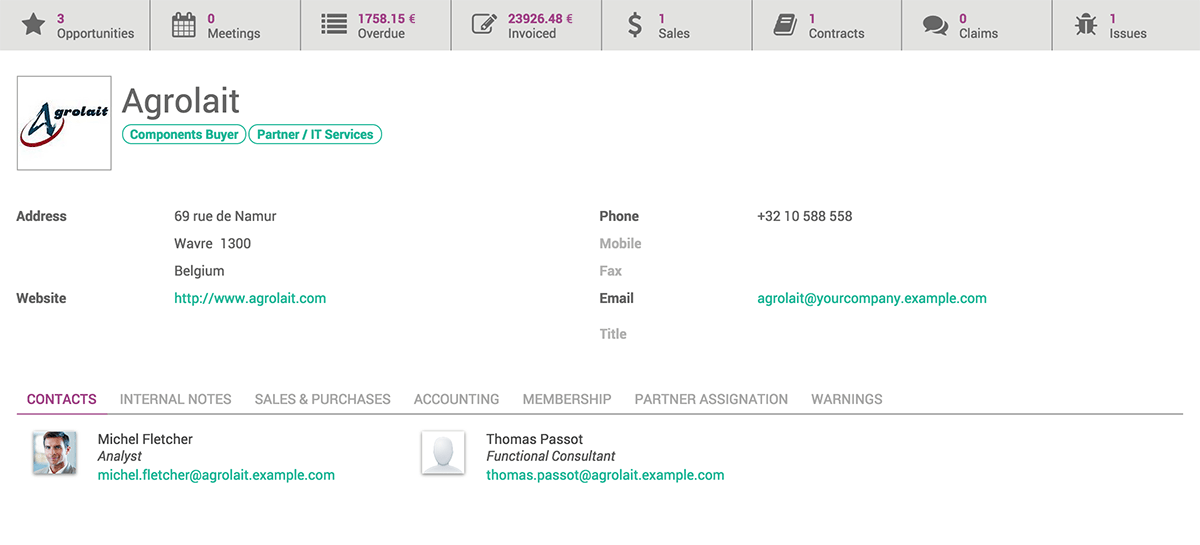 3
Opportunities
0
Meetings
1758.15 €
Overdue
23926.48 €
Invoiced
1
Sales
1
Contracts
0
Claims
1
Issues
Agrolait
Agrolait
Components Buyer Partner / IT Services
Address 69 rue de Namur Phone +32 10 588 558
Wavre 1300 Mobile
Belgium Fax
Website http://www.agrolait.com Email agrolait@yourcompany.example.com
Title
CONTACTS INTERNAL NOTES SALES & PURCHASES ACCOUNTING MEMBERSHIP PARTNER ASSIGNATION WARNINGS
Michel Fletcher
Analyst
michel.fletcher@agrolait.example.com
Thomas Passot
Functional Consultant
thomas.passot@agrolait.example.com